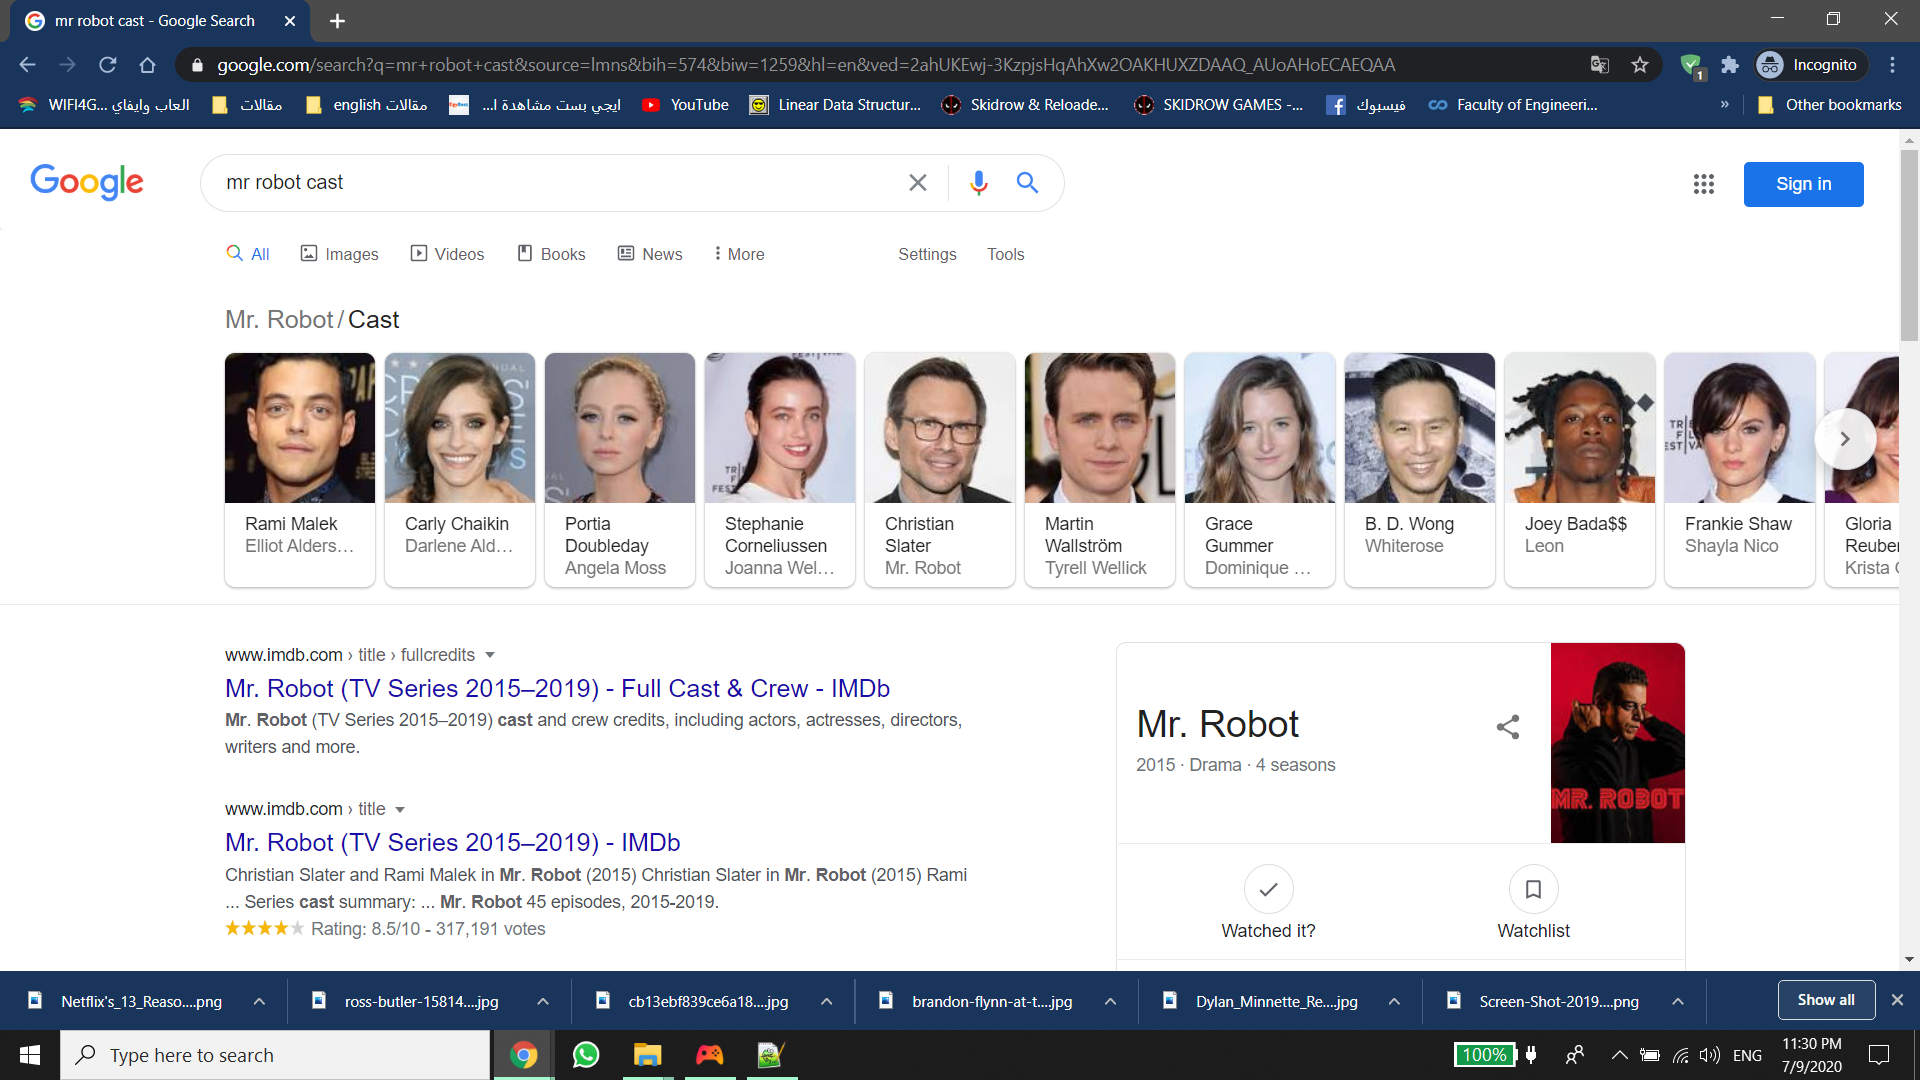 mr robot cast - Google Search
google.com/search?q=mr+robot+cast&source=lmns&bih=574&biw=1259&hl=en&ved=2ahUKEwj-3KzpjsHqAhXw2OAKHUXZDAAQ_AUoAHoECAEQAA
1
Incognito
WIFI4G... العاب وايفاي
مقالات
english مقالات
ايجي بست مشاهدة ا...
YouTube
Linear Data Structur...
Skidrow & Reloade...
SKIDROW GAMES -...
فيسبوك
Faculty of Engineeri...
»
Other bookmarks
Google
mr robot cast
Sign in
All
Images
Videos
Books
News
More
Settings
Tools
Mr. Robot / Cast
Rami Malek
Elliot Alders...
Carly Chaikin
Darlene Ald...
Portia
Doubleday
Angela Moss
Stephanie
Corneliussen
Joanna Wel...
Christian
Slater
Mr. Robot
Martin
Wallström
Tyrell Wellick
Grace
Gummer
Dominique ...
B. D. Wong
Whiterose
Joey Bada$$
Leon
Frankie Shaw
Shayla Nico
Gloria
Reuben
Krista
www.imdb.com › title › fullcredits
Mr. Robot (TV Series 2015–2019) - Full Cast & Crew - IMDb
Mr. Robot (TV Series 2015–2019) cast and crew credits, including actors, actresses, directors,
writers and more.
www.imdb.com › title
Mr. Robot (TV Series 2015–2019) - IMDb
Christian Slater and Rami Malek in Mr. Robot (2015) Christian Slater in Mr. Robot (2015) Rami
... Series cast summary: ... Mr. Robot 45 episodes, 2015-2019.
Rating: 8.5/10 - 317,191 votes
Mr. Robot
2015 · Drama · 4 seasons
MR. ROBOT
Watched it?
Watchlist
Netflix's_13_Reaso....png
ross-butler-15814....jpg
cb13ebf839ce6a18....jpg
brandon-flynn-at-t....jpg
Dylan_Minnette_Re....jpg
Screen-Shot-2019....png
Show all
Type here to search
100%
ENG
11:30 PM
7/9/2020